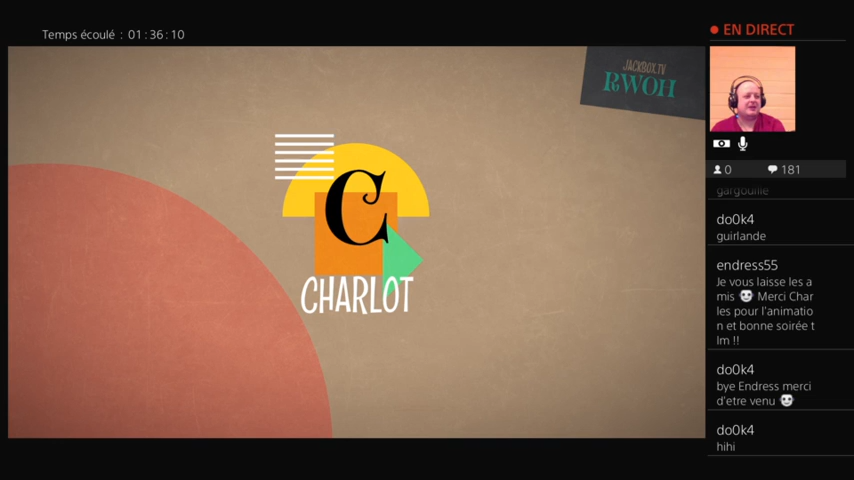 Temps écoulé : 01:36:10
EN DIRECT
JACKBOX.TV
RWOH
C
CHARLOT
0 181
gargouille
do0k4
guirlande
endress55
Je vous laisse les a
mis Merci Char
les pour l'animatio
n et bonne soirée t
lm !!
do0k4
bye Endress merci
d'etre venu
do0k4
hihi